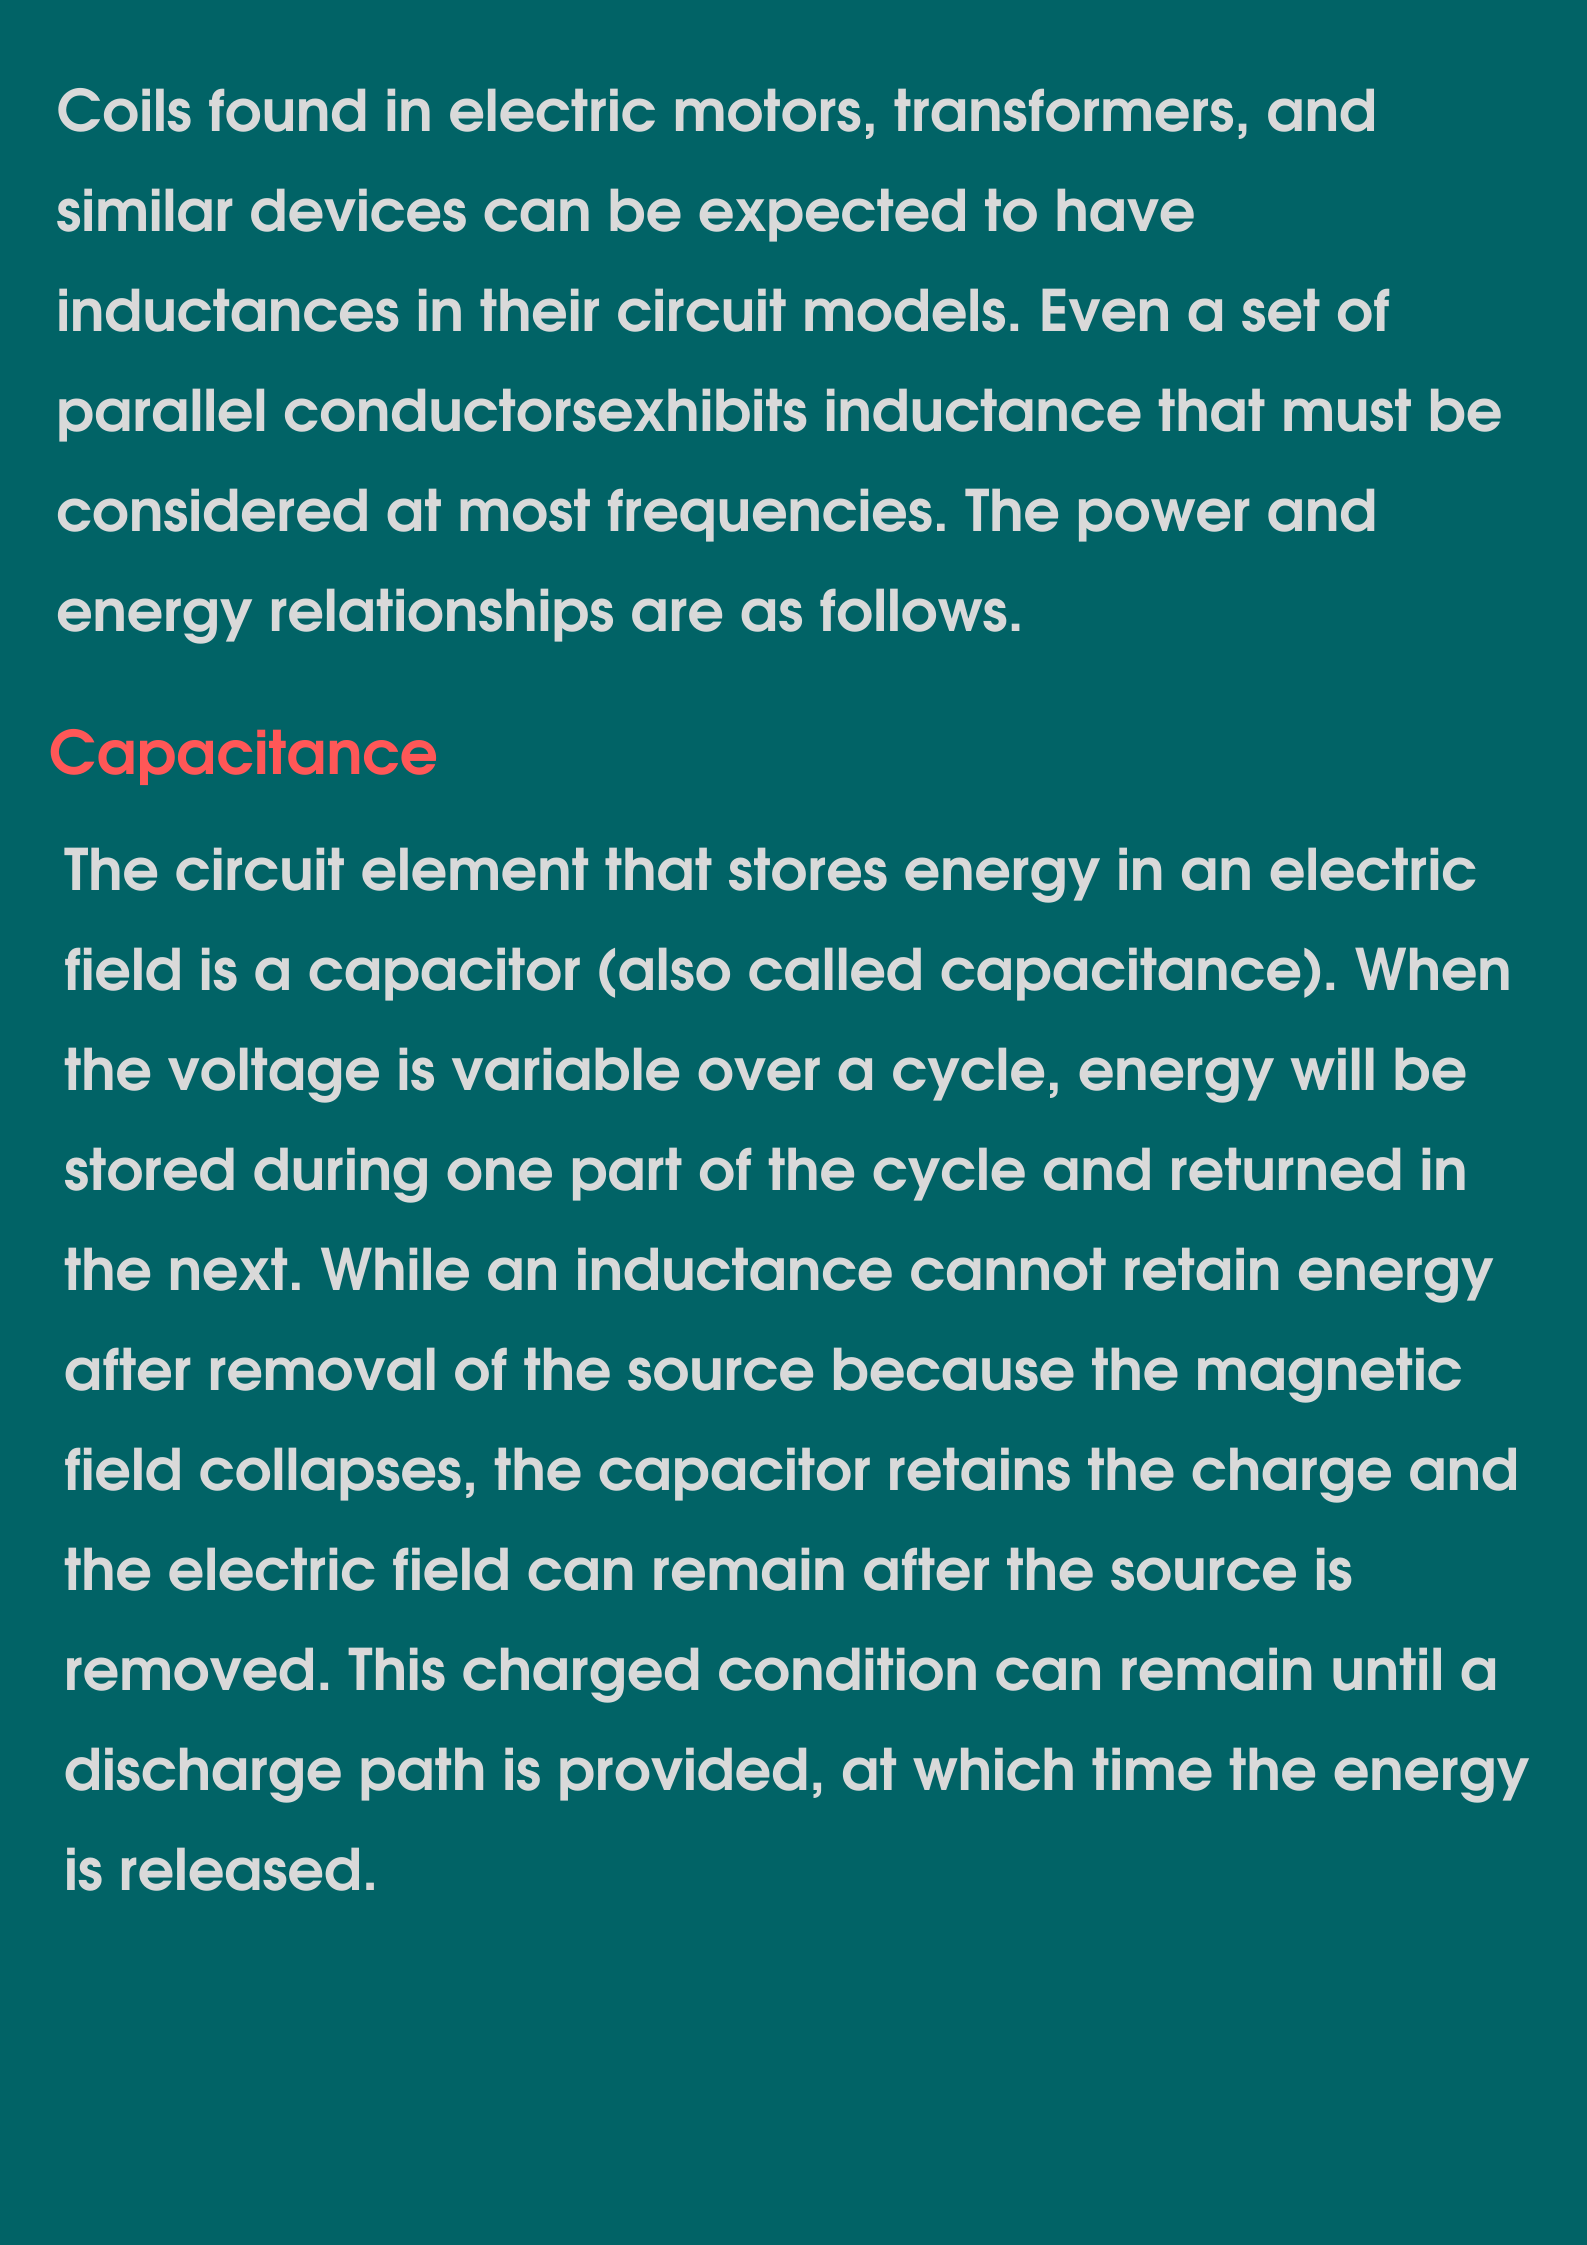 Coils found in electric motors, transformers, and
similar devices can be expected to have
inductances in their circuit models. Even a set of
parallel conductorsexhibits inductance that must be
considered at most frequencies. The power and
energy relationships are as follows.
Capacitance
The circuit element that stores energy in an electric
field is a capacitor (also called capacitance). When
the voltage is variable over a cycle, energy will be
stored during one part of the cycle and returned in
the next. While an inductance cannot retain energy
after removal of the source because the magnetic
field collapses, the capacitor retains the charge and
the electric field can remain after the source is
removed. This charged condition can remain until a
discharge path is provided, at which time the energy
is released.